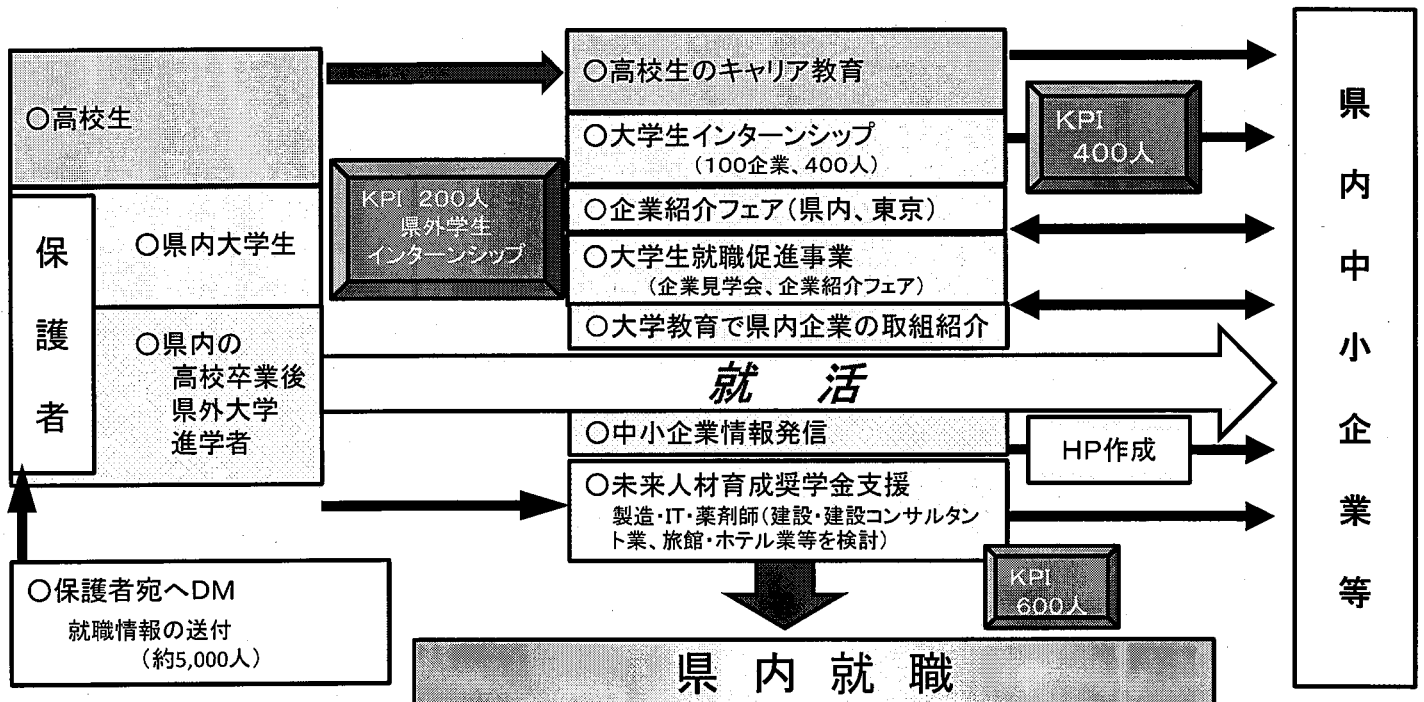 ○高校生
保
護
者
○県内大学生
○県内の
高校卒業後
県外大学
進学者
○保護者宛へDM
就職情報の送付
（約5,000人）
KPI 200人
県外学生
インターンシップ
○高校生のキャリア教育
○大学生インターンシップ
（100企業、400人）
○企業紹介フェア（県内、東京）
○大学生就職促進事業
（企業見学会、企業紹介フェア）
○大学教育で県内企業の取組紹介
就　活
○中小企業情報発信
○未来人材育成奨学金支援
製造・IT・薬剤師（建設・建設コンサルタン
ト業、旅館・ホテル業等を検討）
KPI
400人
HP作成
KPI
600人
県内就職
県
内
中
小
企
業
等